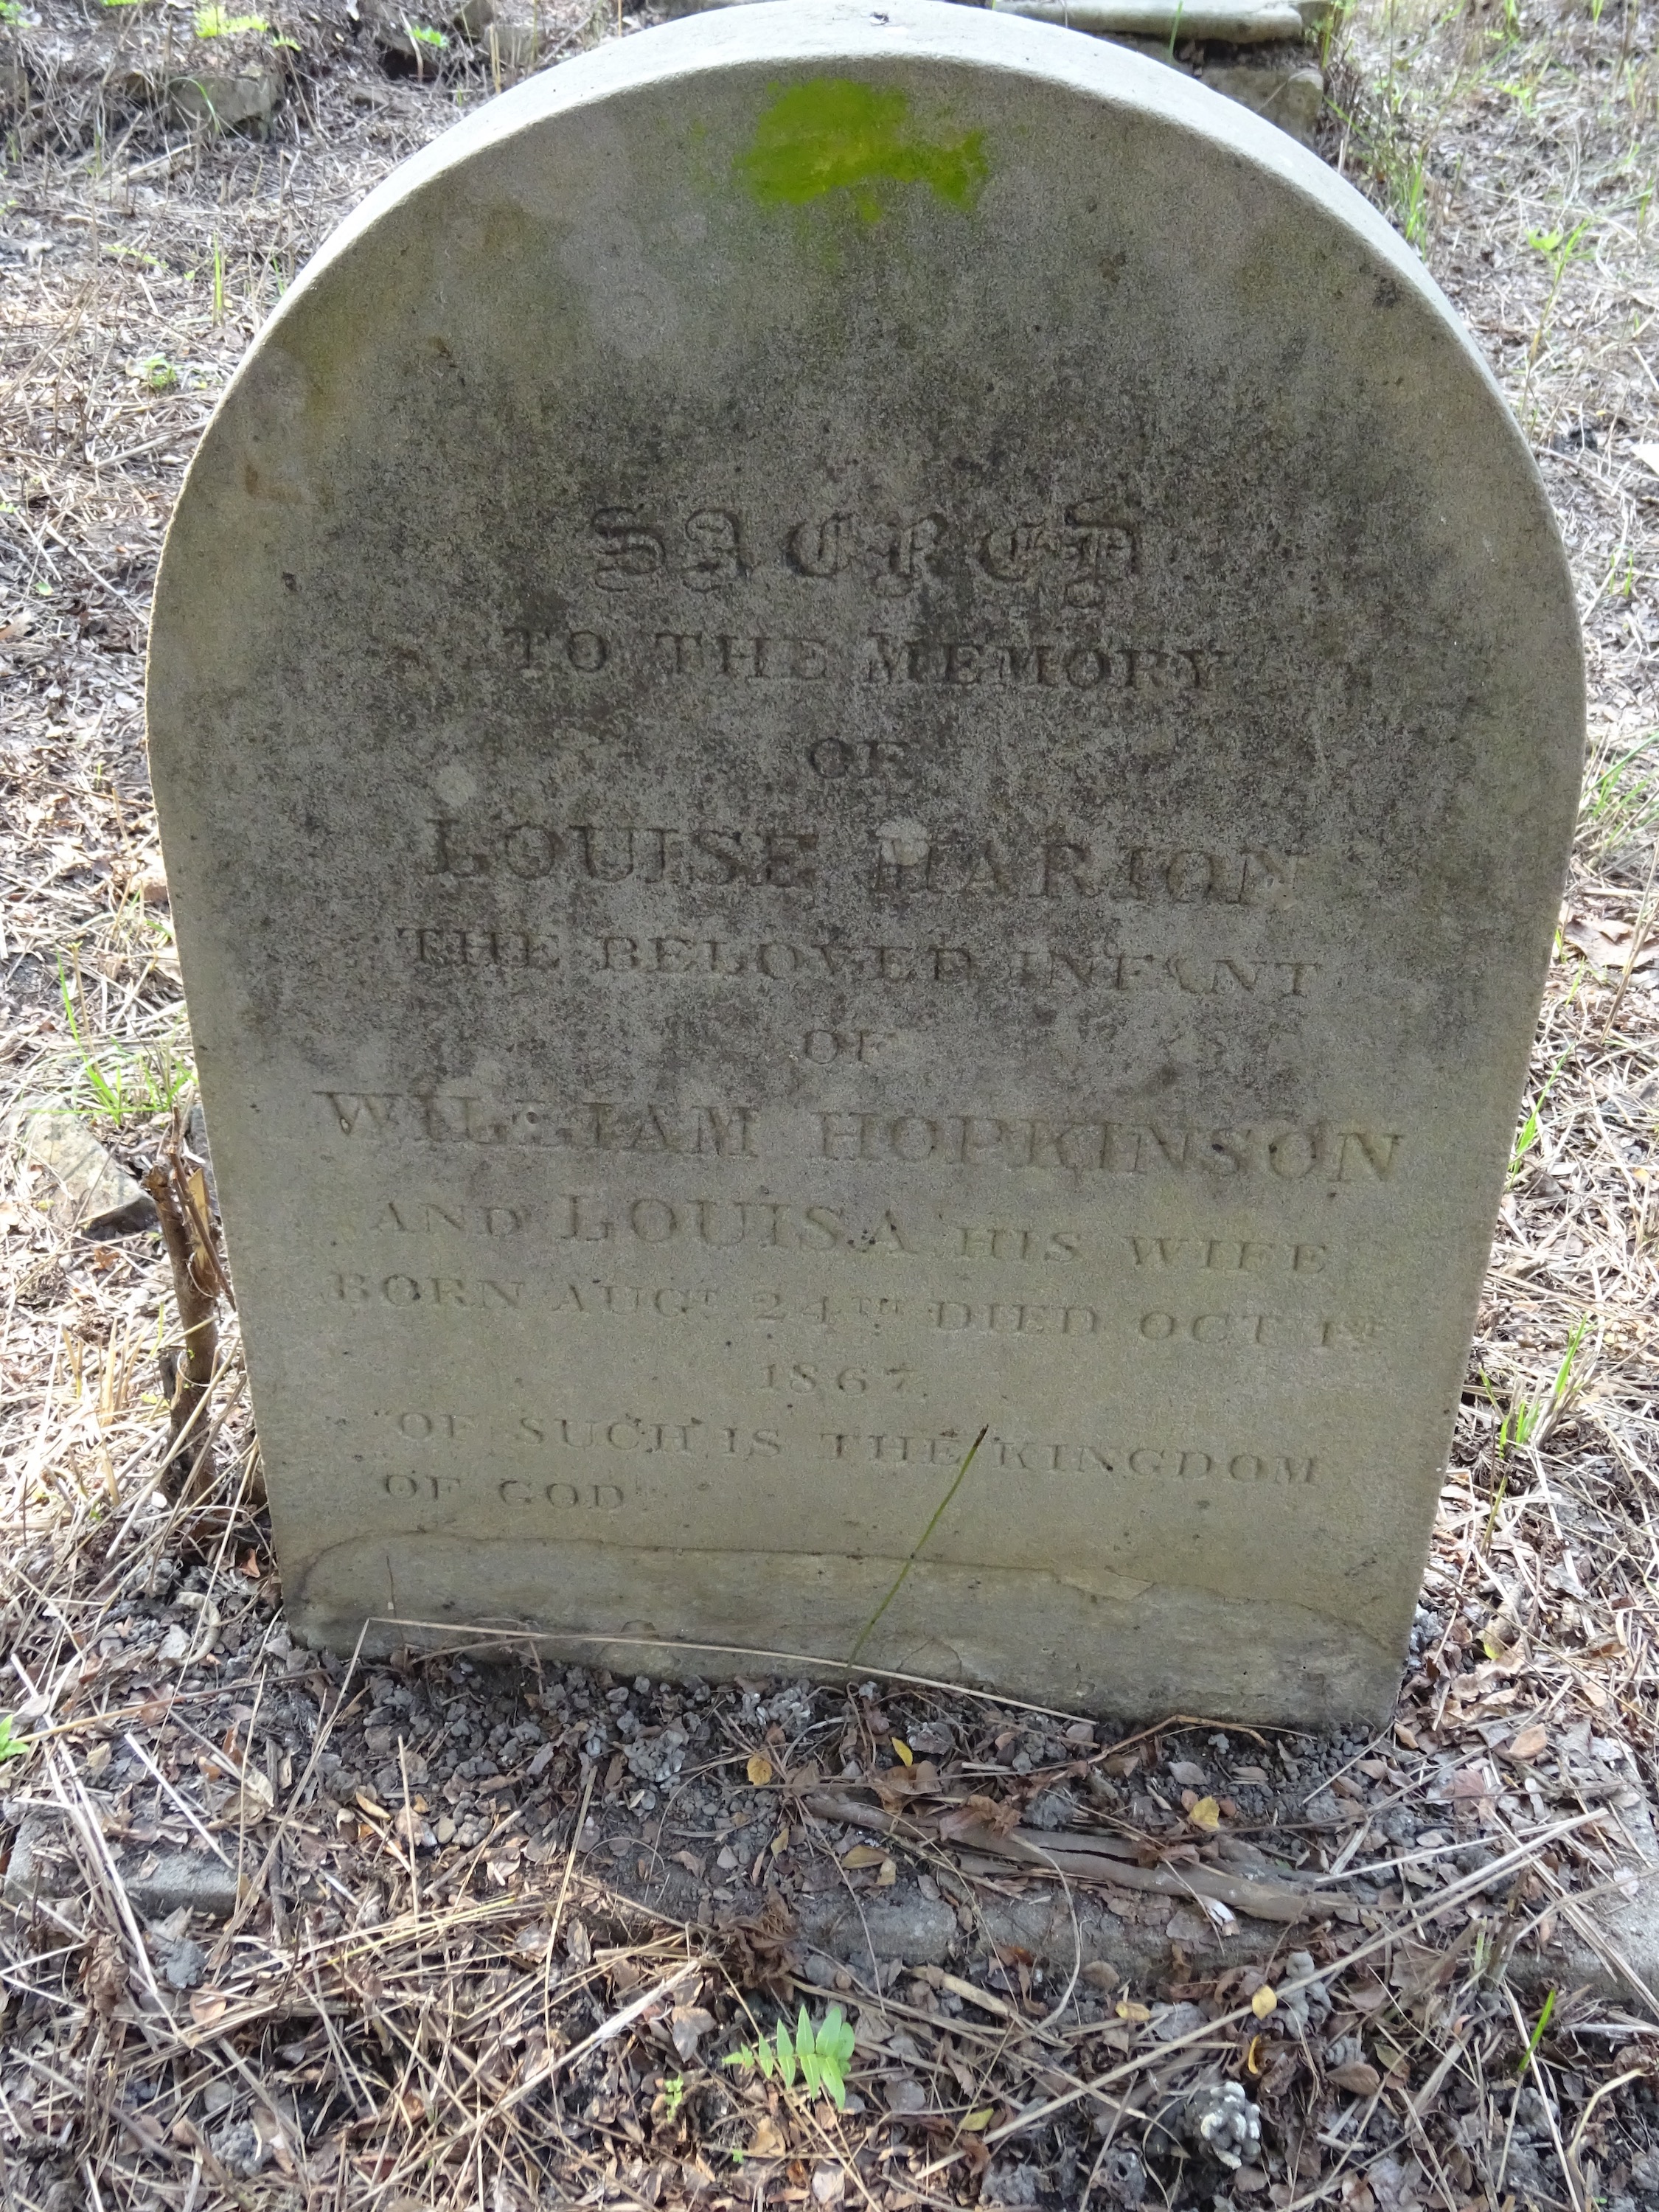 SACRED
TO THE MEMORY
OF
LOUISE MARION
THE BELOVED INFANT
OF
WILLIAM HOPKINSON
AND LOUISA HIS WIFE
BORN AUGT 24TH DIED OCT 1ST
1867
"OF SUCH IS THE KINGDOM
OF GOD"